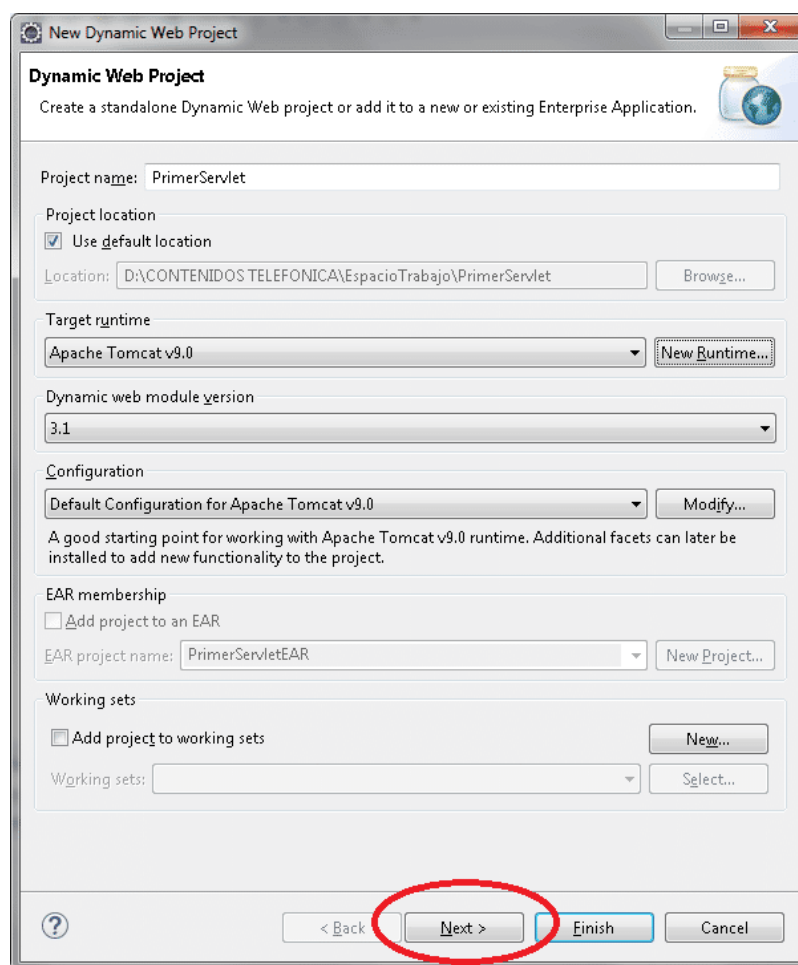 New Dynamic Web Project
Dynamic Web Project
Create a standalone Dynamic Web project or add it to a new or existing Enterprise Application.
Project name: PrimerServlet
Project location
Use default location
Location: D:\CONTENIDOS TELEFONICA\EspacioTrabajo\PrimerServlet Browse...
Target runtime
Apache Tomcat v9.0 New Runtime...
Dynamic web module version
3.1
Configuration
Default Configuration for Apache Tomcat v9.0 Modify...
A good starting point for working with Apache Tomcat v9.0 runtime. Additional facets can later be
installed to add new functionality to the project.
EAR membership
Add project to an EAR
EAR project name: PrimerServletEAR New Project...
Working sets
Add project to working sets New...
Working sets: Select...
? < Back Next > Finish Cancel